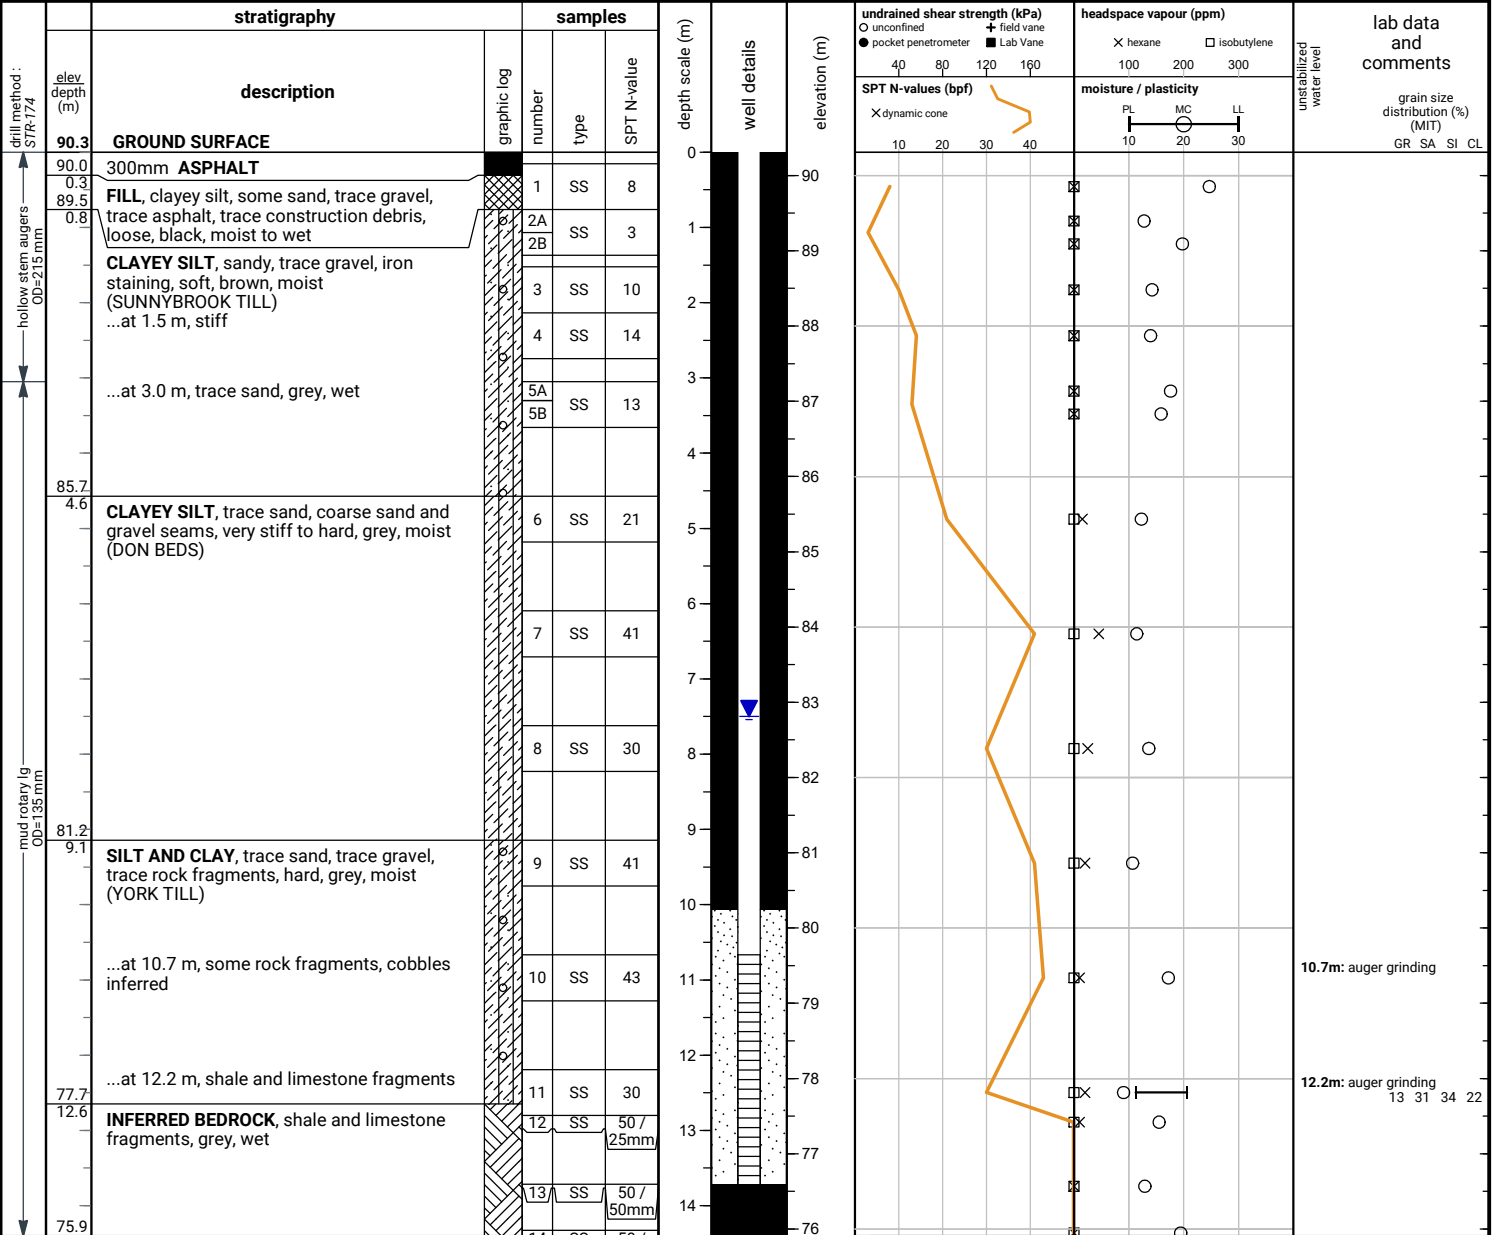 stratigraphy
samples
drill method :
STR-174
elev
depth
(m)
description
graphic log
number
type
SPT N-value
depth scale (m)
well details
elevation (m)
undrained shear strength (kPa)
unconfined
field vane
pocket penetrometer
Lab Vane
40 80 120 160
SPT N-values (bpf)
dynamic cone
10 20 30 40
headspace vapour (ppm)
hexane
isobutylene
100 200 300
moisture / plasticity
PL MC LL
10 20 30
unstabilized
water level
lab data
and
comments
grain size
distribution (%)
(MIT)
GR SA SI CL
90.3 GROUND SURFACE
90.0 300mm ASPHALT
0.3
89.5
0.8
FILL, clayey silt, some sand, trace gravel,
trace asphalt, trace construction debris,
loose, black, moist to wet
CLAYEY SILT, sandy, trace gravel, iron
staining, soft, brown, moist
(SUNNYBROOK TILL)
...at 1.5 m, stiff
...at 3.0 m, trace sand, grey, wet
85.7
4.6
CLAYEY SILT, trace sand, coarse sand and
gravel seams, very stiff to hard, grey, moist
(DON BEDS)
81.2
9.1
SILT AND CLAY, trace sand, trace gravel,
trace rock fragments, hard, grey, moist
(YORK TILL)
...at 10.7 m, some rock fragments, cobbles
inferred
...at 12.2 m, shale and limestone fragments
77.7
12.6
INFERRED BEDROCK, shale and limestone
fragments, grey, wet
75.9
hollow stem augers
OD=215 mm
mud rotary lg
OD=135 mm
1 SS 8
2A
2B
SS 3
3 SS 10
4 SS 14
5A
5B
SS 13
6 SS 21
7 SS 41
8 SS 30
9 SS 41
10 SS 43
11 SS 30
12 SS 50 /
25mm
13 SS 50 /
50mm
0
1
2
3
4
5
6
7
8
9
10
11
12
13
14
90
89
88
87
86
85
84
83
82
81
80
79
78
77
76
10.7m: auger grinding
12.2m: auger grinding
13 31 34 22